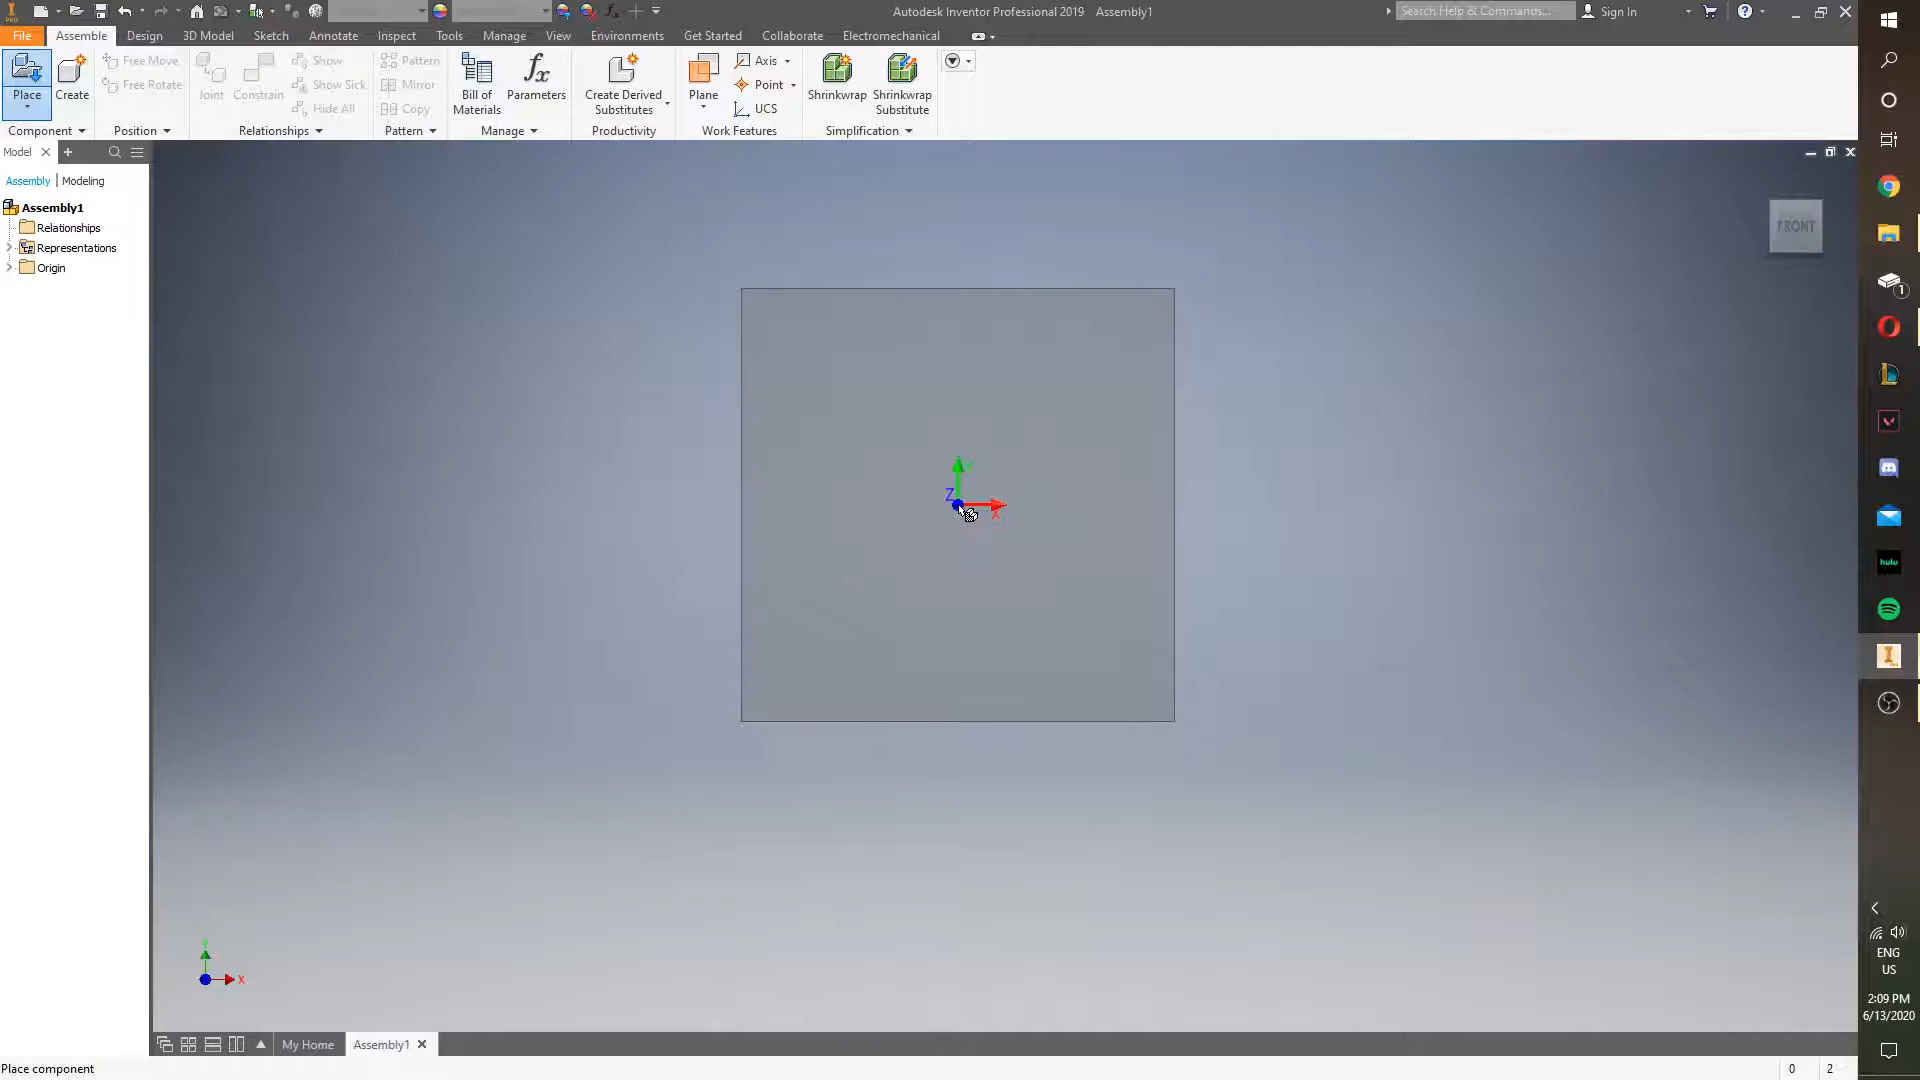 PRO
Autodesk Inventor Professional 2019 Assembly1
Search Help & Commands...
Sign In
File Assemble Design 3D Model Sketch Annotate Inspect Tools Manage View Environments Get Started Collaborate Electromechanical
Place
Create
Free Move
Free Rotate
Joint
Constrain
Show
Show Sick
Hide All
Pattern
Mirror
Copy
Bill of
Materials
fx
Parameters
Create Derived
Substitutes
Plane
Axis
Point
UCS
Shrinkwrap
Shrinkwrap
Substitute
Component Position Relationships Pattern Manage Productivity Work Features Simplification
Model
Assembly | Modeling
Assembly1
Relationships
Representations
Origin
FRONT
Y
Z
X
Y
X
1
hulu
ENG
US
2:09 PM
6/13/2020
My Home
Assembly1
Place component
0 2